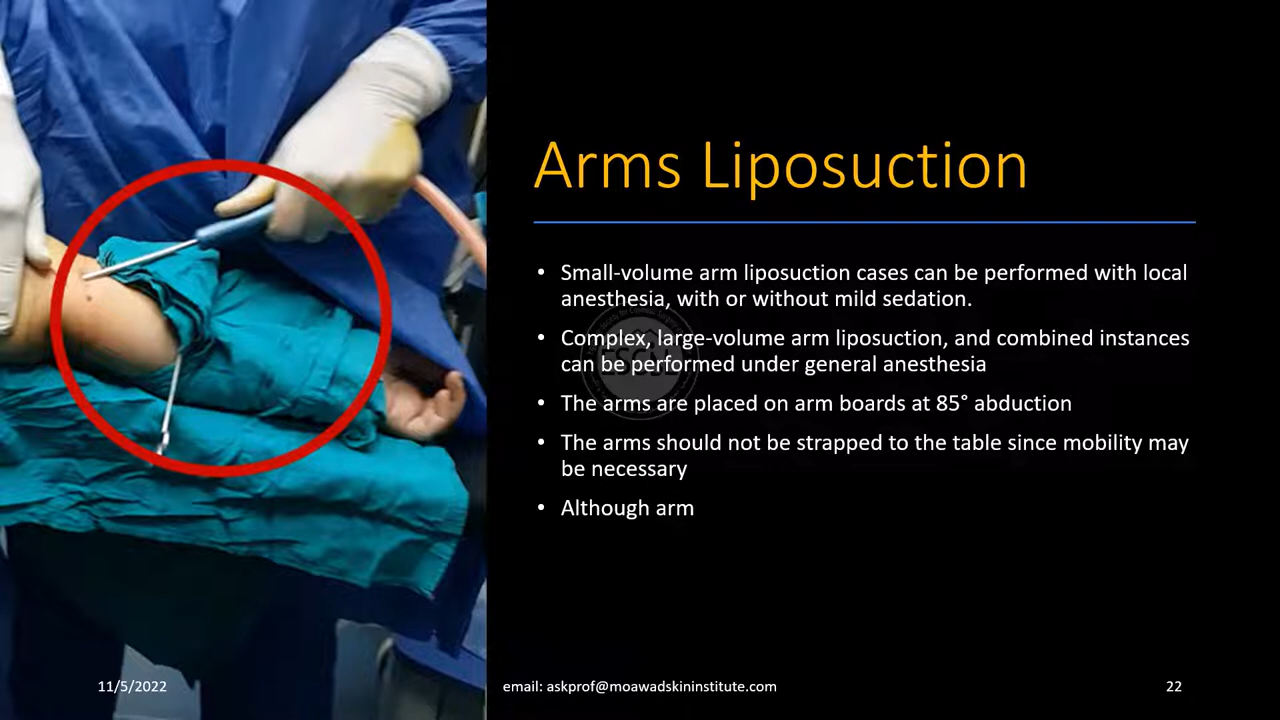 Arms Liposuction
• Small-volume arm liposuction cases can be performed with local
anesthesia, with or without mild sedation.
• Complex, large-volume arm liposuction, and combined instances
can be performed under general anesthesia
• The arms are placed on arm boards at 85° abduction
• The arms should not be strapped to the table since mobility may
be necessary
• Although arm
11/5/2022
email: askprof@moawadskininstitute.com
22